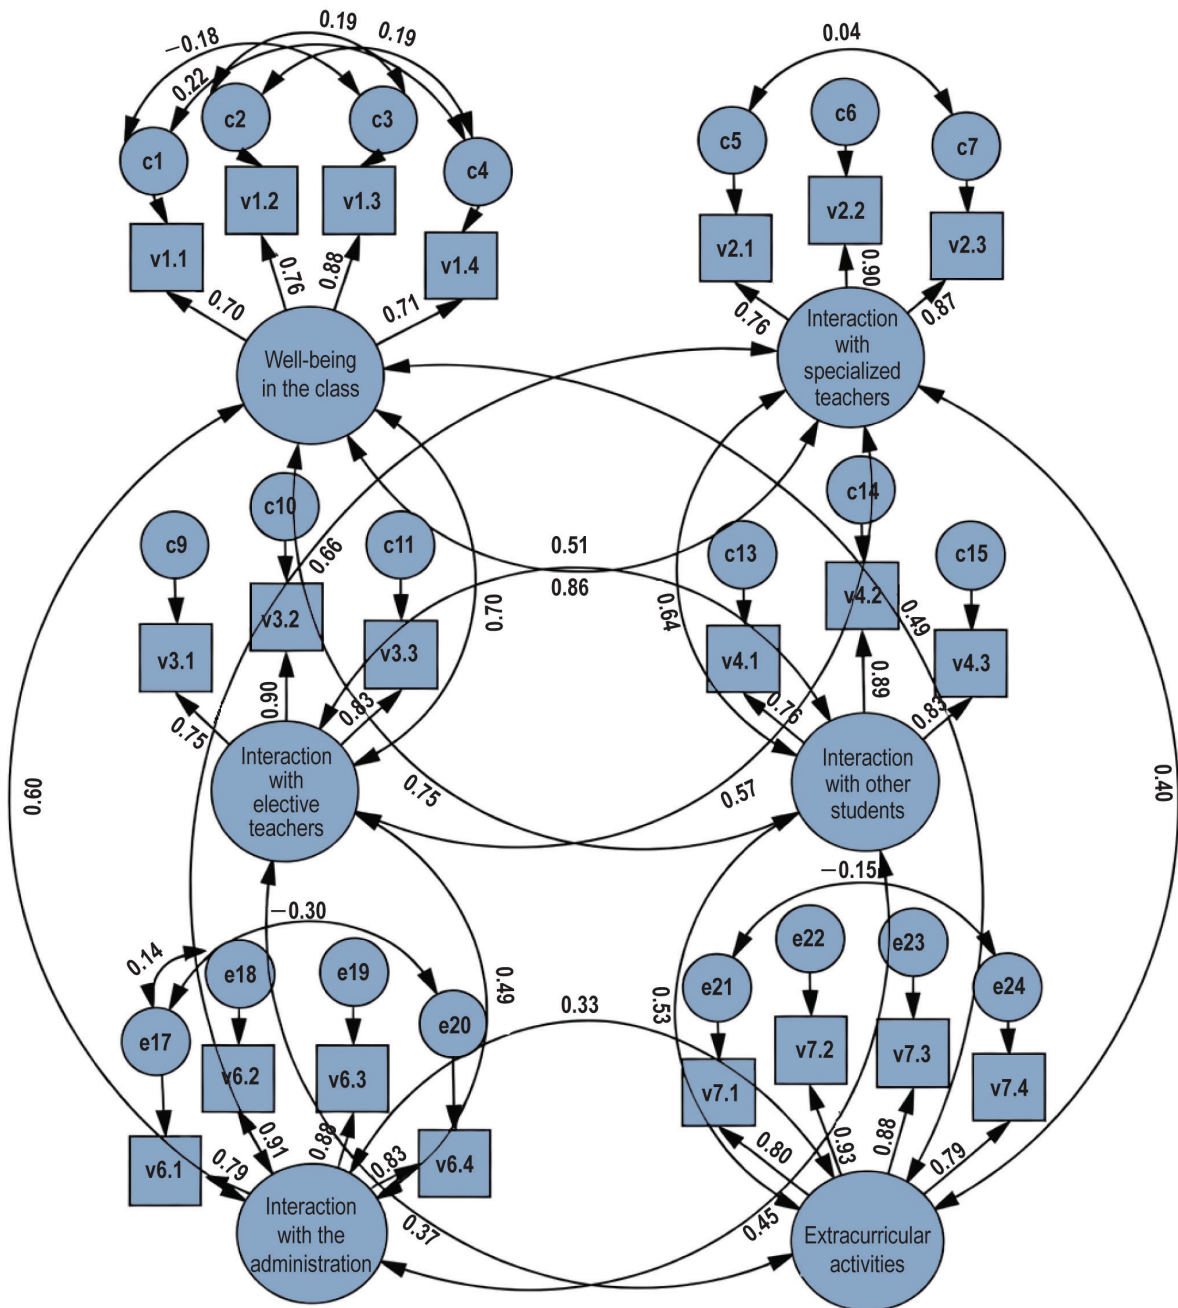 0.19
0.19
−0.18
0.04
0.22
c2
c3
c6
c1
c4
c5
c7
v1.2
v1.3
v2.2
v1.1
v1.4
v2.1
v2.3
0.76
0.88
0.90
0.70
0.71
0.76
0.87
Well-being
in the class
Interaction
with
specialized
teachers
c10
c14
c9
c11
c13
c15
0.66
0.51
0.86
v3.2
v4.2
0.49
0.70
0.64
v3.1
v3.3
v4.1
v4.3
0.90
0.89
0.75
0.83
0.76
0.83
Interaction
with
elective
teachers
Interaction
with other
students
0.60
0.75
0.57
0.40
−0.15
−0.30
0.14
e18
e19
e22
e23
e21
e24
0.49
0.33
0.53
e17
e20
v6.2
v6.3
v7.2
v7.3
v7.1
v7.4
v6.1
v6.4
0.79
0.91
0.88
0.83
0.80
0.93
0.88
0.79
Interaction
with the
administration
0.37
0.45
Extracurricular
activities